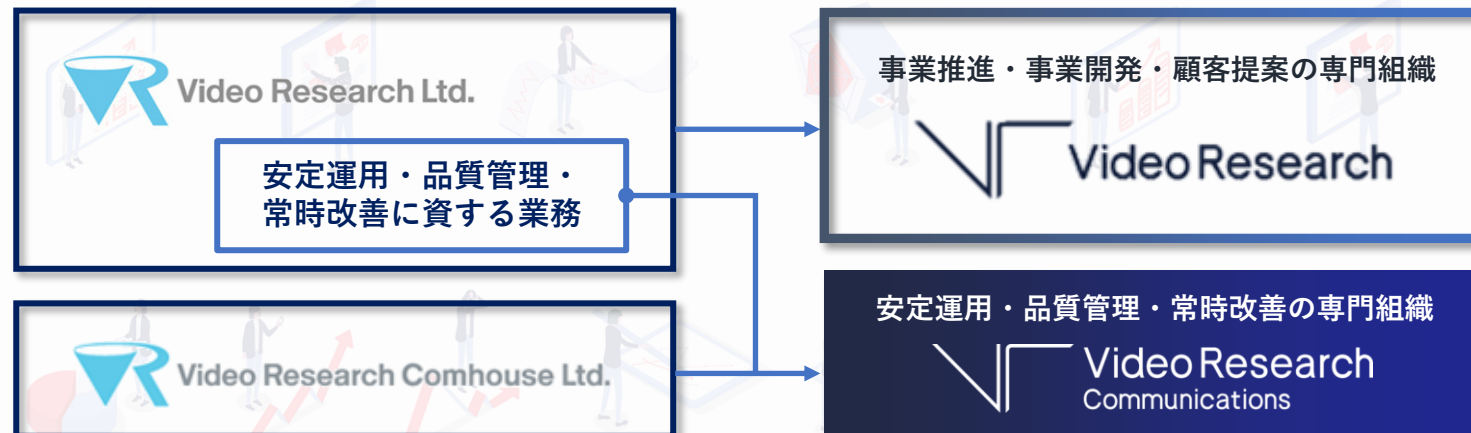 Video Research Ltd.
安定運用・品質管理・
常時改善に資する業務
Video Research Comhouse Ltd.
事業推進・事業開発・顧客提案の専門組織
Video Research
安定運用・品質管理・常時改善の専門組織
Video Research
Communications